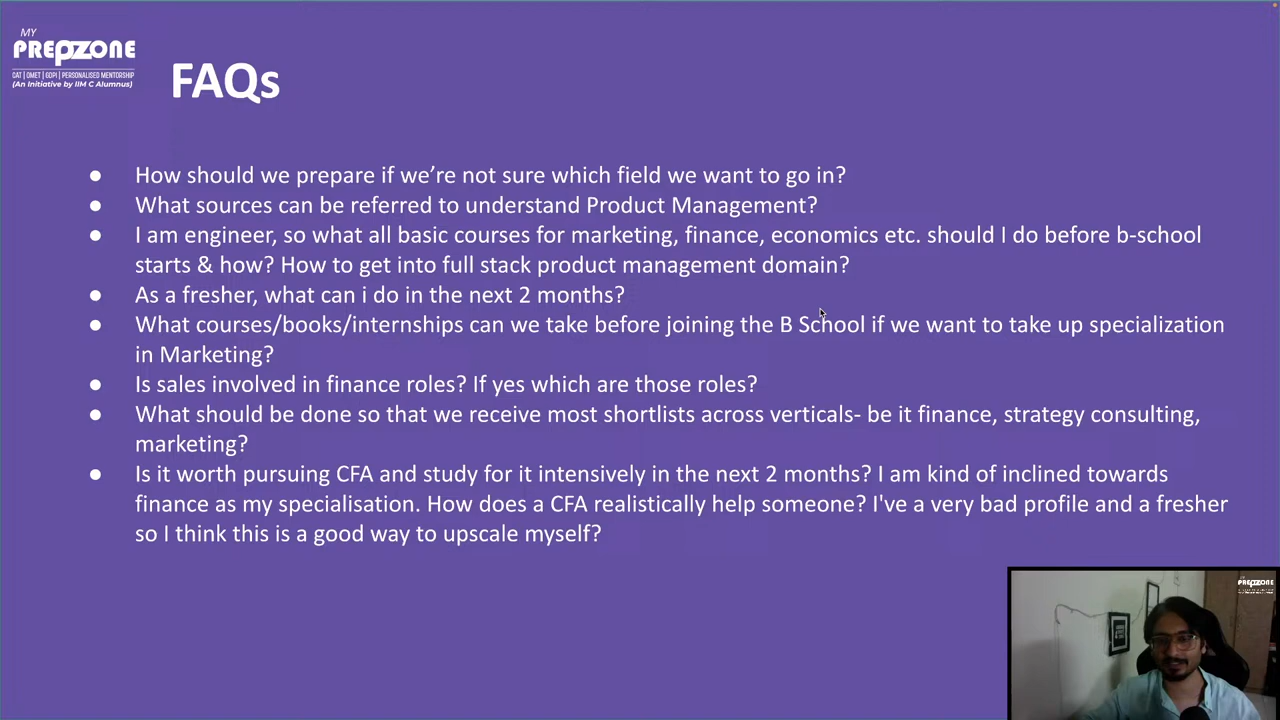 MY
PREPZONE
CAT | OMET | GDPI | PERSONALISED MENTORSHIP
(An Initiative by IIM C Alumnus)
FAQs
● How should we prepare if we’re not sure which field we want to go in?
● What sources can be referred to understand Product Management?
● I am engineer, so what all basic courses for marketing, finance, economics etc. should I do before b-school
starts & how? How to get into full stack product management domain?
● As a fresher, what can i do in the next 2 months?
● What courses/books/internships can we take before joining the B School if we want to take up specialization
in Marketing?
● Is sales involved in finance roles? If yes which are those roles?
● What should be done so that we receive most shortlists across verticals- be it finance, strategy consulting,
marketing?
● Is it worth pursuing CFA and study for it intensively in the next 2 months? I am kind of inclined towards
finance as my specialisation. How does a CFA realistically help someone? I've a very bad profile and a fresher
so I think this is a good way to upscale myself?
PREPZONE